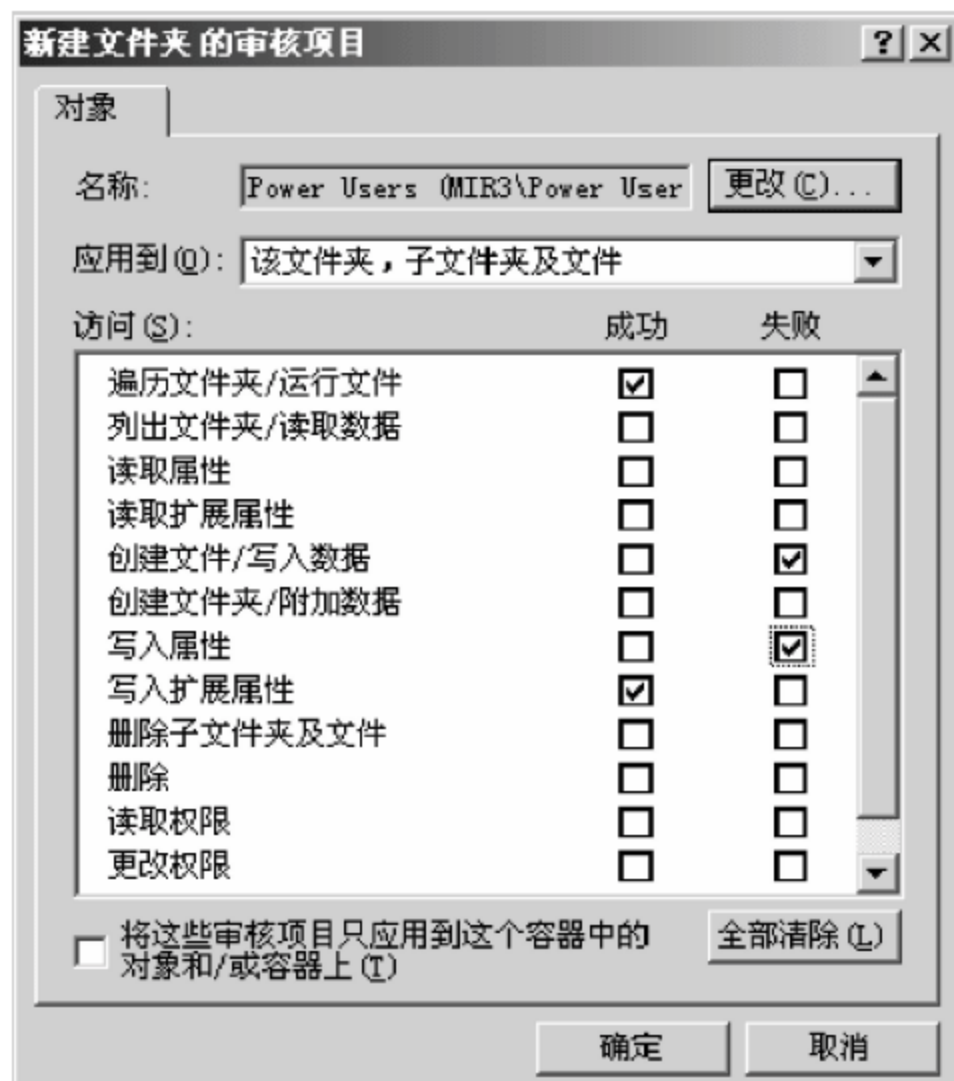 新建文件夹 的审核项目
对象
名称: Power Users (MIR3\Power User 更改(C)...
应用到(O): 该文件夹,子文件夹及文件
访问(S): 成功 失败
遍历文件夹/运行文件
列出文件夹/读取数据
读取属性
读取扩展属性
创建文件/写入数据
创建文件夹/附加数据
写入属性
写入扩展属性
删除子文件夹及文件
删除
读取权限
更改权限
将这些审核项目只应用到这个容器中的
对象和/或容器上(T)
全部清除(L)
确定 取消